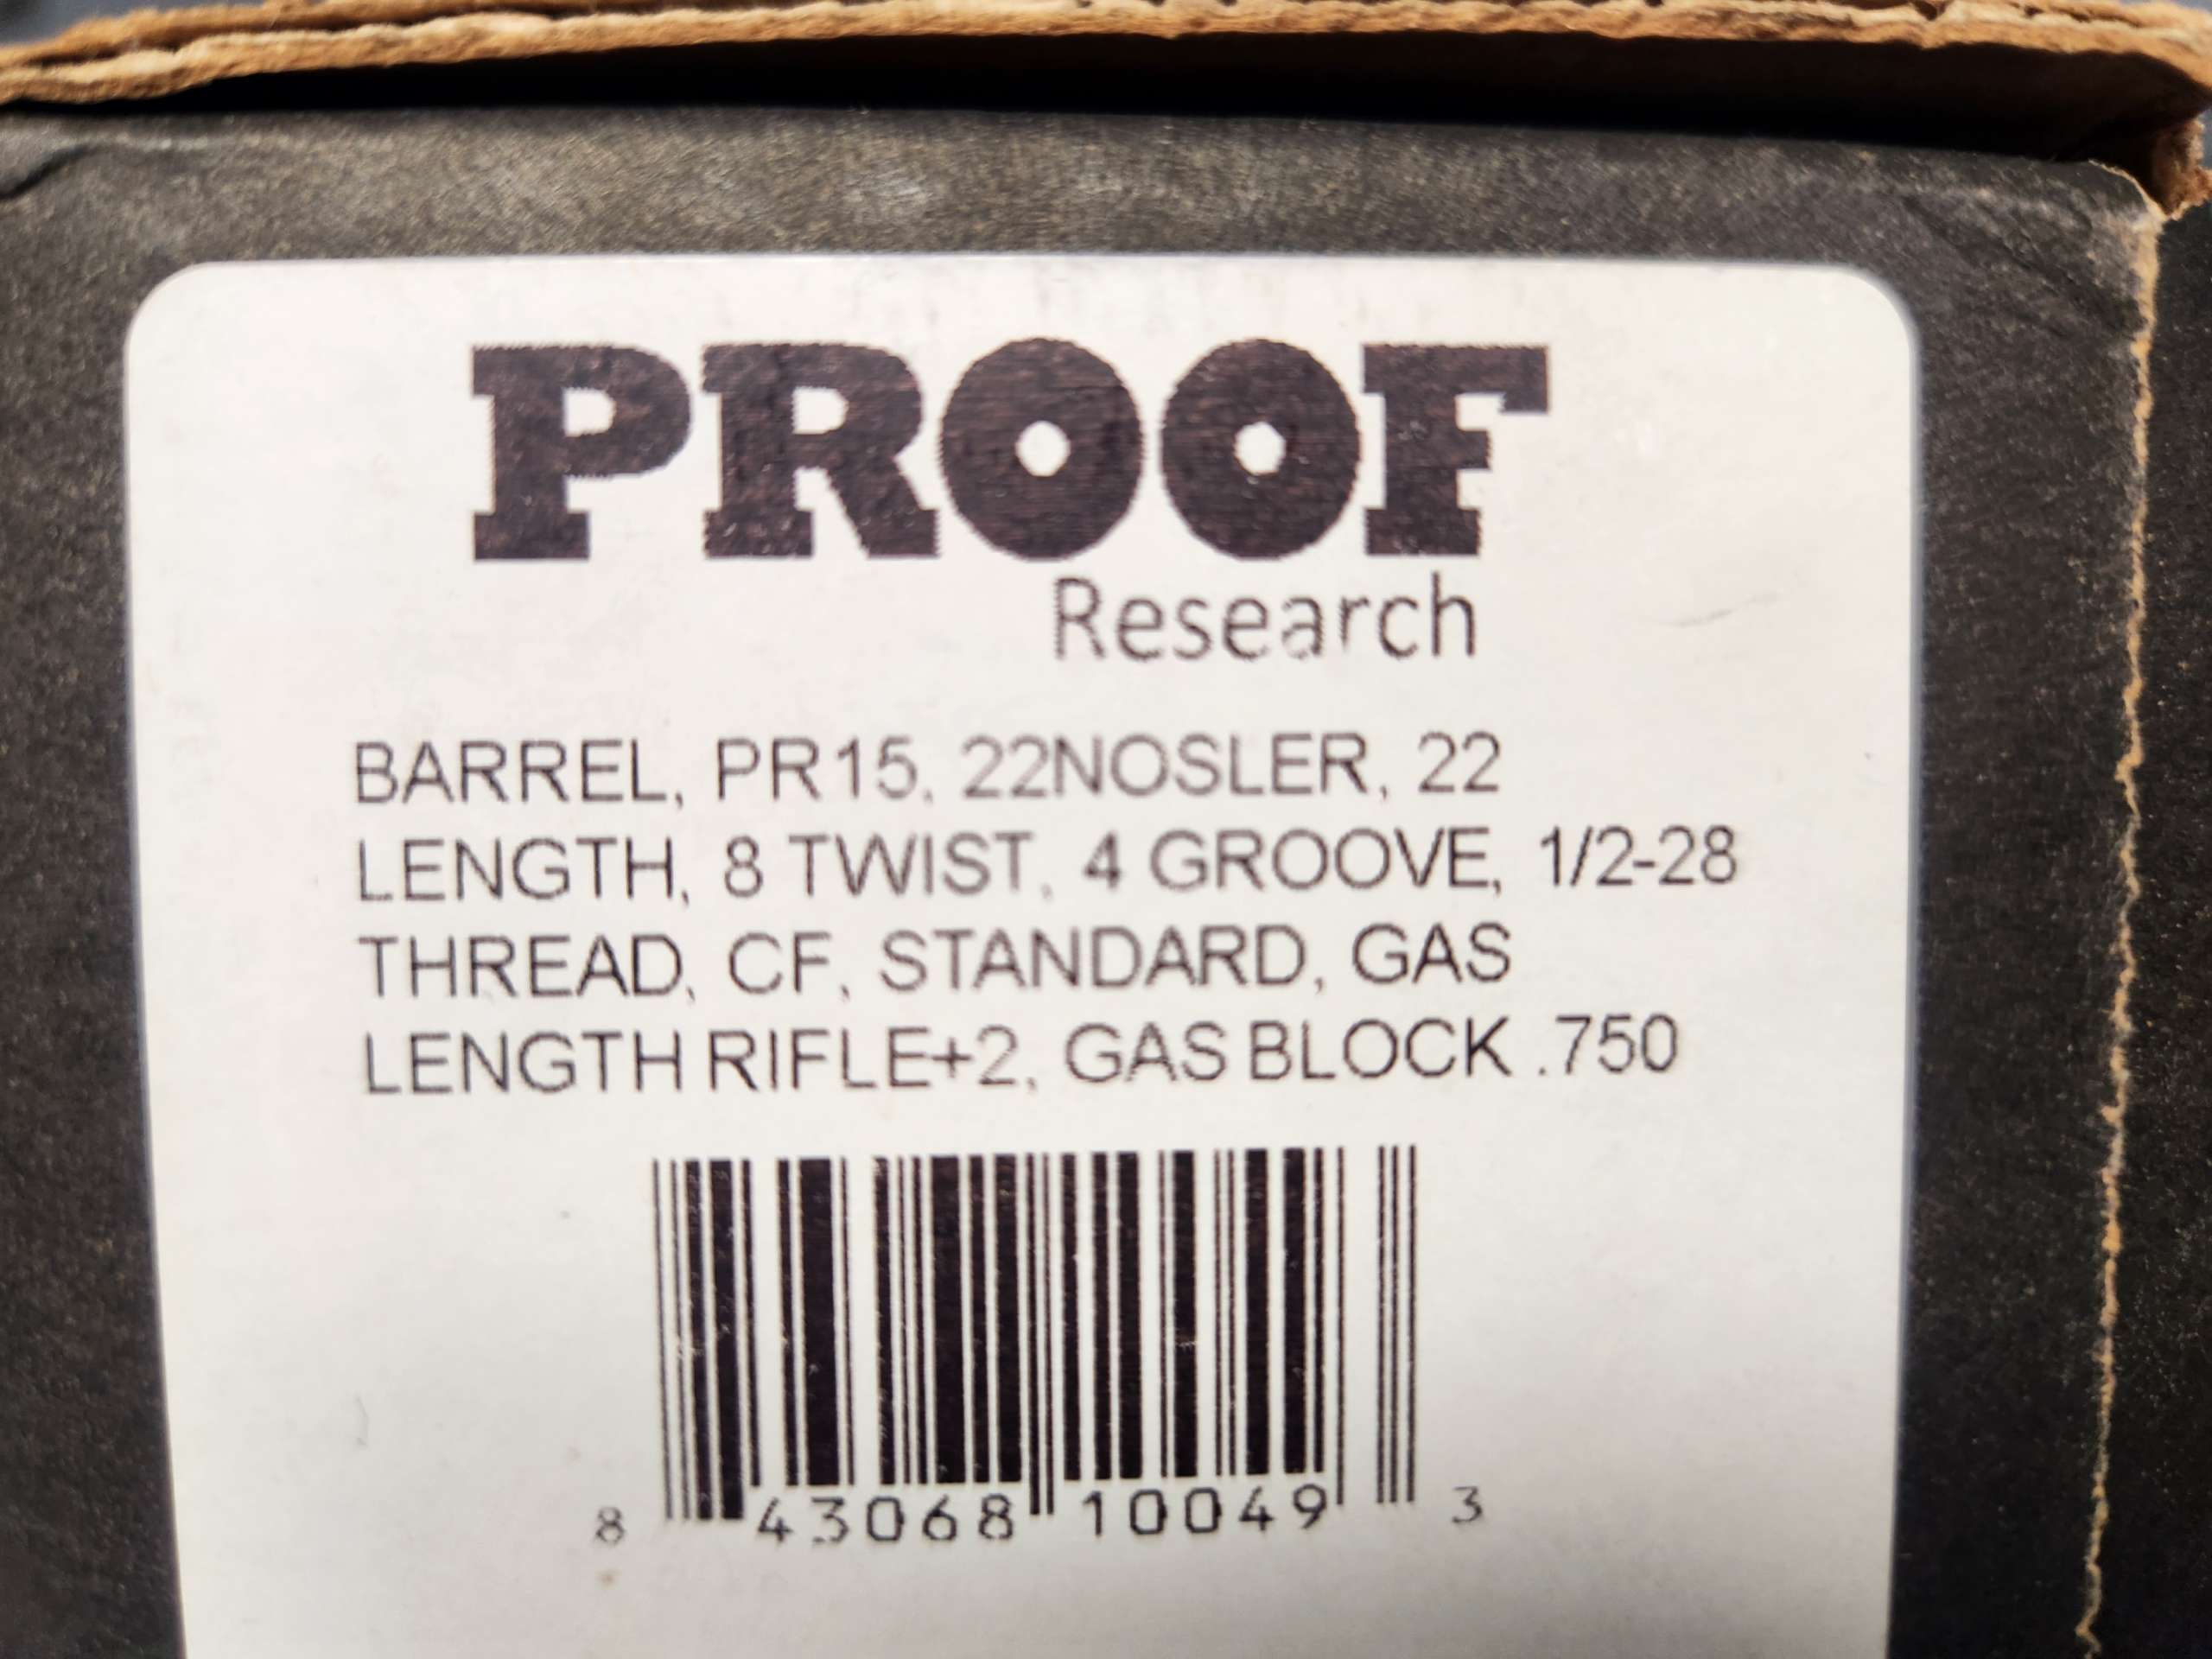 PROOF
Research
BARREL, PR15, 22NOSLER, 22
LENGTH, 8 TWIST, 4 GROOVE, 1/2-28
THREAD, CF, STANDARD, GAS
LENGTH RIFLE+2, GAS BLOCK .750
8 43068 10049 3